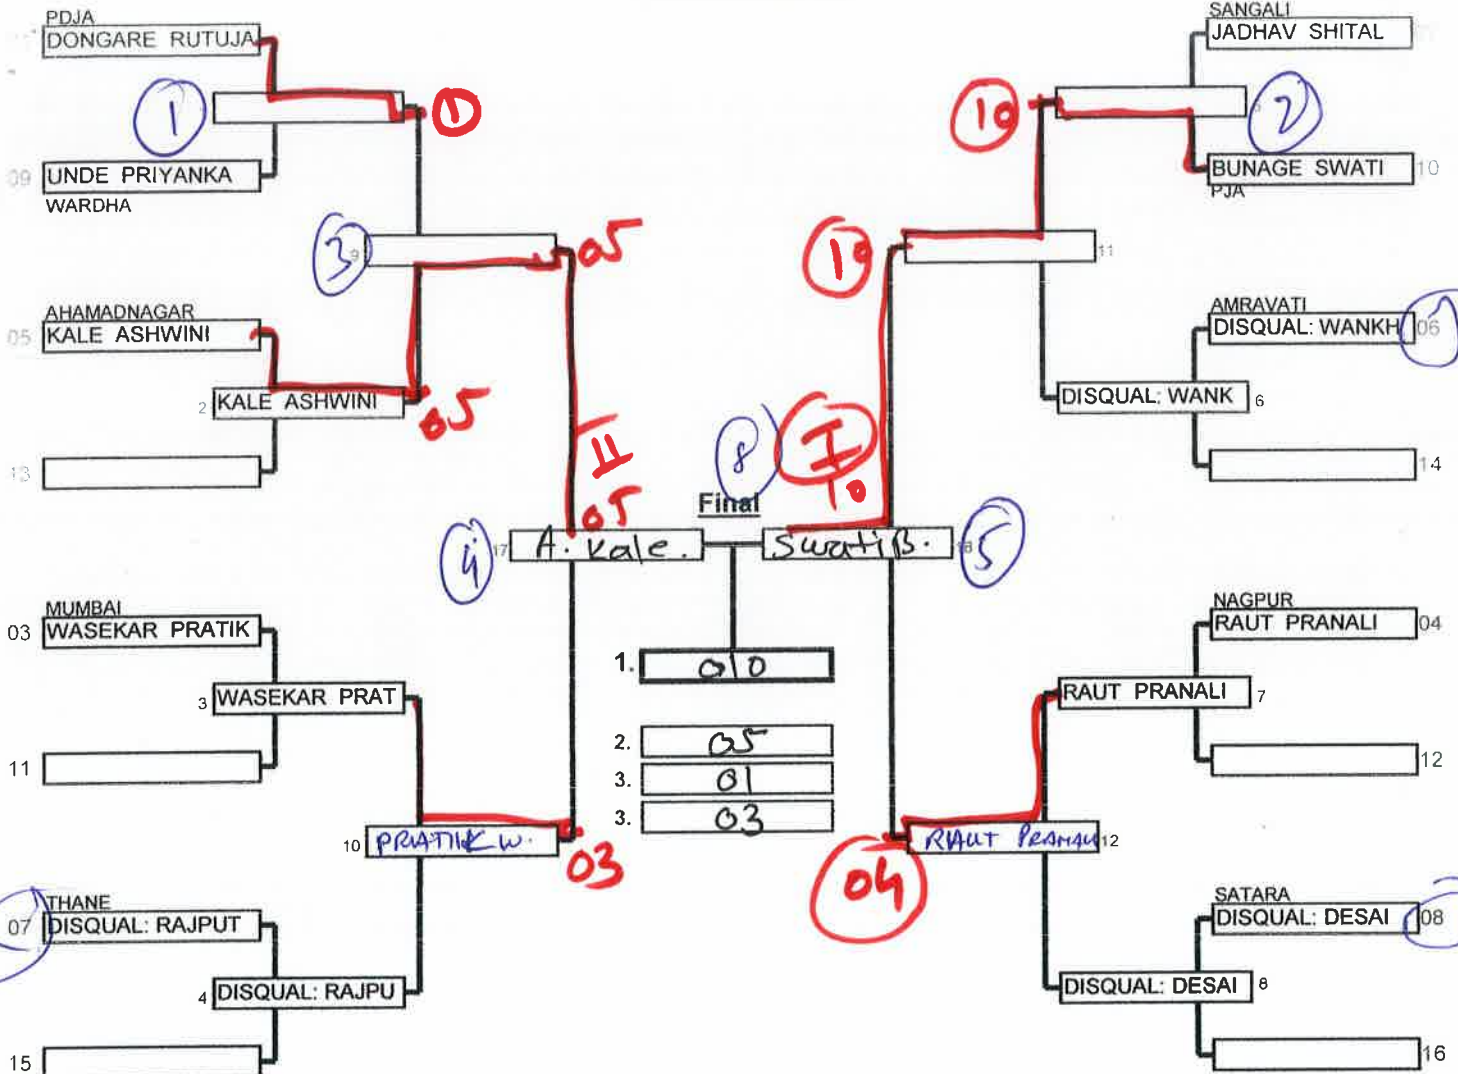 PDJA
DONGARE RUTUJA
1
1
09 UNDE PRIYANKA
WARDHA
3 9
05
AHAMADNAGAR
05 KALE ASHWINI
2 KALE ASHWINI
05
13
II
05
4 17 A. Kale.
MUMBAI
03 WASEKAR PRATIK
3 WASEKAR PRAT
11
10 PRATIK W.
03
THANE
07 DISQUAL: RAJPUT
4 DISQUAL: RAJPU
15
8
Final
1. 010
2. 05
3. 01
3. 03
SANGALI
JADHAV SHITAL
10
2
BUNAGE SWATI 10
PJA
10
11
AMRAVATI
DISQUAL: WANKH 06
DISQUAL: WANK 6
14
I
10
Swati B. 5
NAGPUR
RAUT PRANALI 04
RAUT PRANALI 7
12
RAUT PRANALI 12
04
SATARA
DISQUAL: DESAI 08
DISQUAL: DESAI 8
16